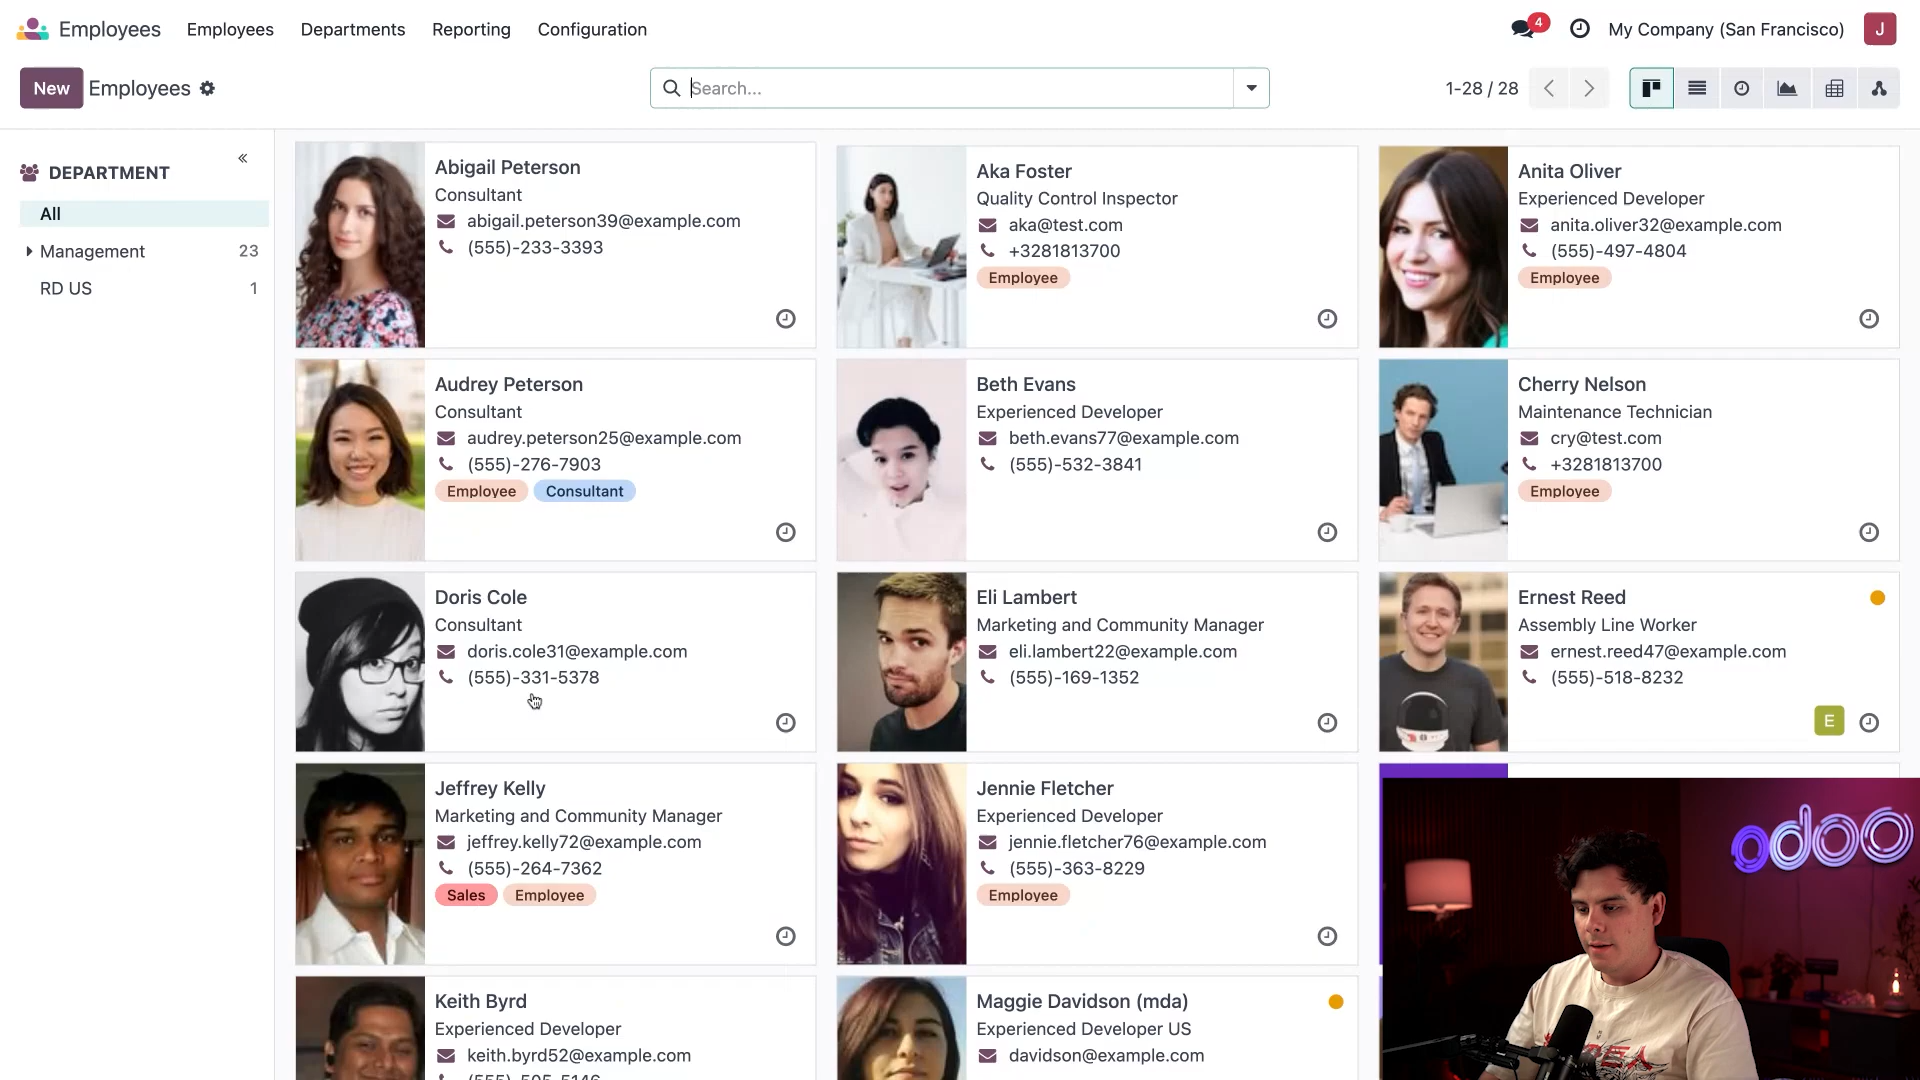 Employees Employees Departments Reporting Configuration 4 My Company (San Francisco) J
New Employees Search... 1-28 / 28
DEPARTMENT
All
Management 23
RD US 1
Abigail Peterson
Consultant
abigail.peterson39@example.com
(555)-233-3393
Aka Foster
Quality Control Inspector
aka@test.com
+3281813700
Employee
Anita Oliver
Experienced Developer
anita.oliver32@example.com
(555)-497-4804
Employee
Audrey Peterson
Consultant
audrey.peterson25@example.com
(555)-276-7903
Employee Consultant
Beth Evans
Experienced Developer
beth.evans77@example.com
(555)-532-3841
Cherry Nelson
Maintenance Technician
cry@test.com
+3281813700
Employee
Doris Cole
Consultant
doris.cole31@example.com
(555)-331-5378
Eli Lambert
Marketing and Community Manager
eli.lambert22@example.com
(555)-169-1352
Ernest Reed
Assembly Line Worker
ernest.reed47@example.com
(555)-518-8232
E
Jeffrey Kelly
Marketing and Community Manager
jeffrey.kelly72@example.com
(555)-264-7362
Sales Employee
Jennie Fletcher
Experienced Developer
jennie.fletcher76@example.com
(555)-363-8229
Employee
odoo
Keith Byrd
Experienced Developer
keith.byrd52@example.com
Maggie Davidson (mda)
Experienced Developer US
davidson@example.com